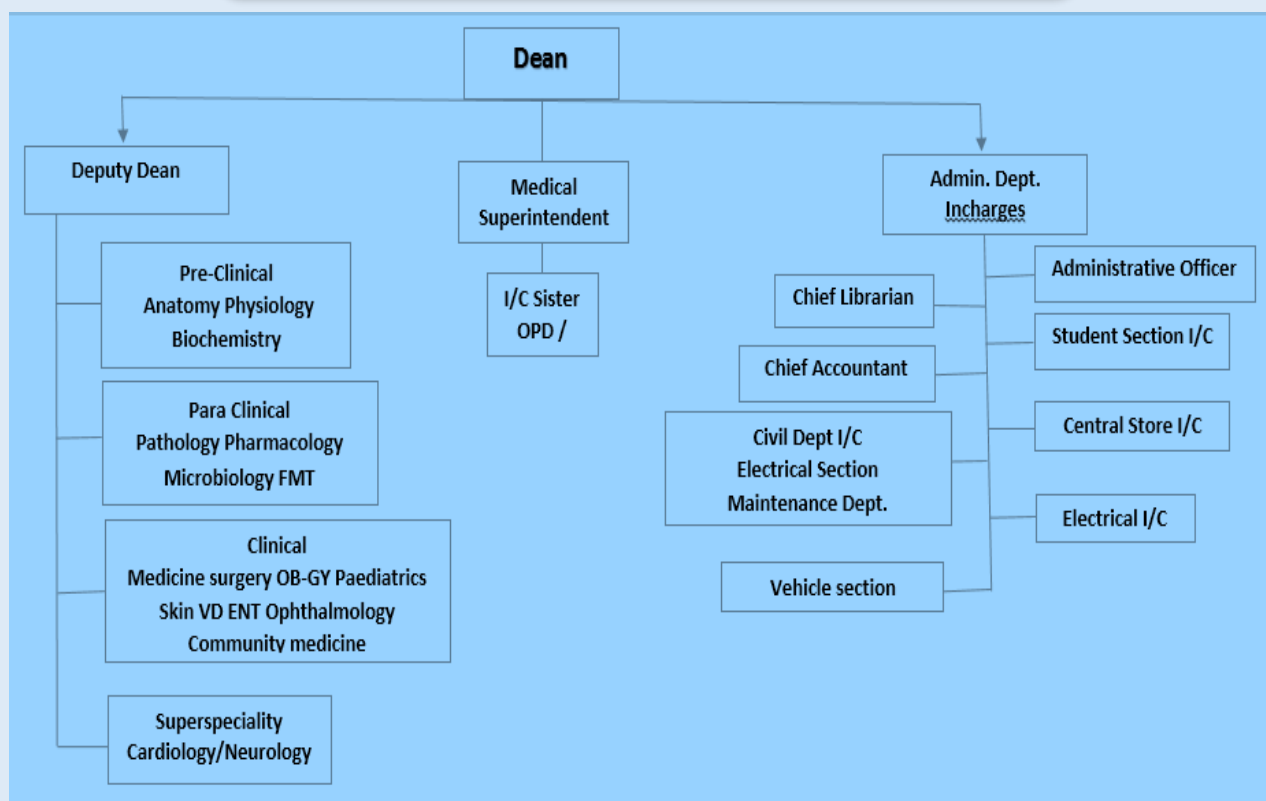 Dean
Deputy Dean
Pre-Clinical
Anatomy Physiology
Biochemistry
Para Clinical
Pathology Pharmacology
Microbiology FMT
Clinical
Medicine surgery OB-GY Paediatrics
Skin VD ENT Ophthalmology
Community medicine
Superspeciality
Cardiology/Neurology
Medical
Superintendent
I/C Sister
OPD /
Admin. Dept.
Incharges
Administrative Officer
Chief Librarian
Student Section I/C
Chief Accountant
Central Store I/C
Civil Dept I/C
Electrical Section
Maintenance Dept.
Electrical I/C
Vehicle section